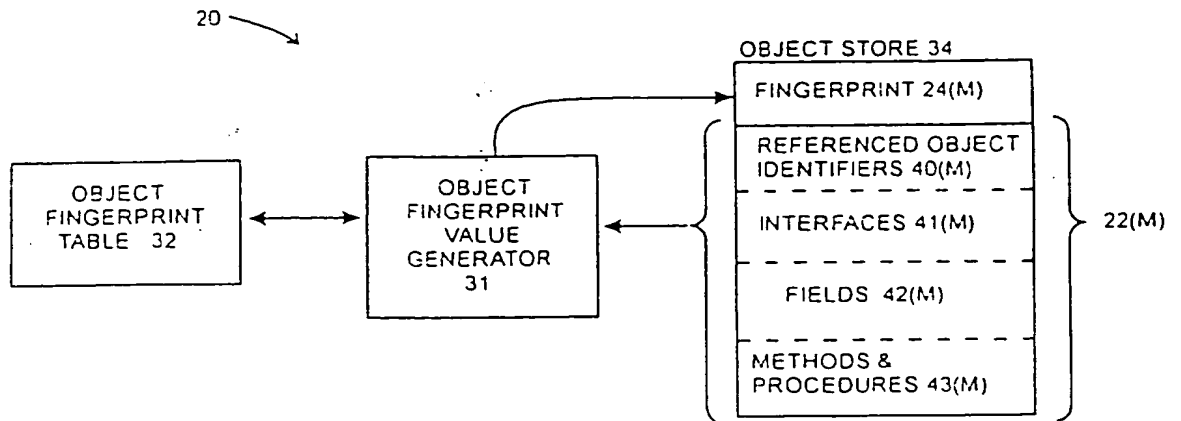 20
OBJECT STORE 34
FINGERPRINT 24(M)
REFERENCED OBJECT
IDENTIFIERS 40(M)
INTERFACES 41(M)
FIELDS 42(M)
METHODS &
PROCEDURES 43(M)
22(M)
OBJECT
FINGERPRINT
VALUE
GENERATOR
31
OBJECT
FINGERPRINT
TABLE 32